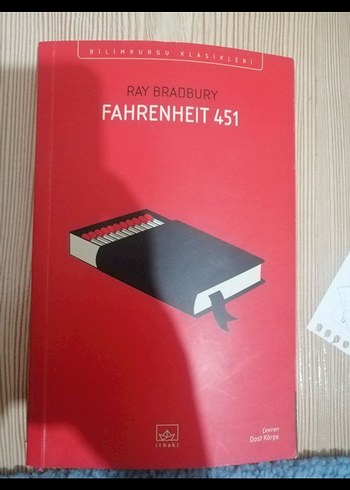 BİLİMKURGU KLASİKLERİ
RAY BRADBURY
FAHRENHEIT 451
ithaki
Çeviren
Dost Körpe